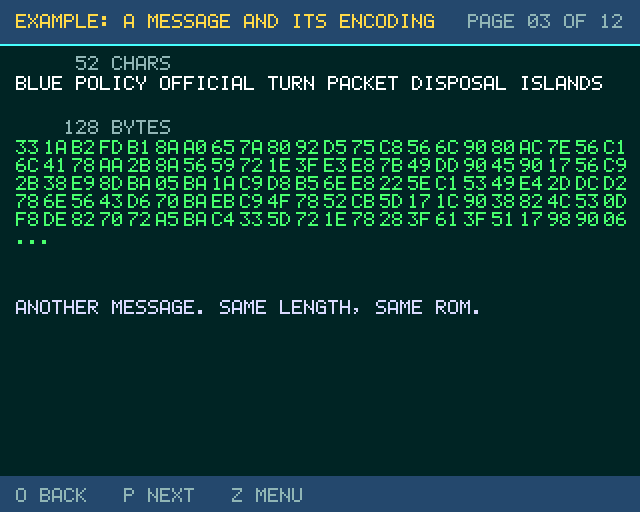 EXAMPLE: A MESSAGE AND ITS ENCODING PAGE 03 OF 12
52 CHARS
BLUE POLICY OFFICIAL TURN PACKET DISPOSAL ISLANDS
128 BYTES
33 1A B2 FD B1 8A A0 65 7A 80 92 D5 75 C8 56 6C 90 80 AC 7E 56 C1
6C 41 78 AA 2B 8A 56 59 72 1E 3F E3 E8 7B 49 DD 90 45 90 17 56 C9
2B 38 E9 8D BA 05 BA 1A C9 D8 B5 6E E8 22 5E C1 53 49 E4 2D DC D2
78 6E 56 43 D6 70 BA EB C9 4F 78 52 CB 5D 17 1C 90 38 82 4C 53 0D
F8 DE 82 70 72 A5 BA C4 33 5D 72 1E 78 28 3F 61 3F 51 17 98 90 06
...
ANOTHER MESSAGE. SAME LENGTH, SAME ROM.
O BACK P NEXT Z MENU